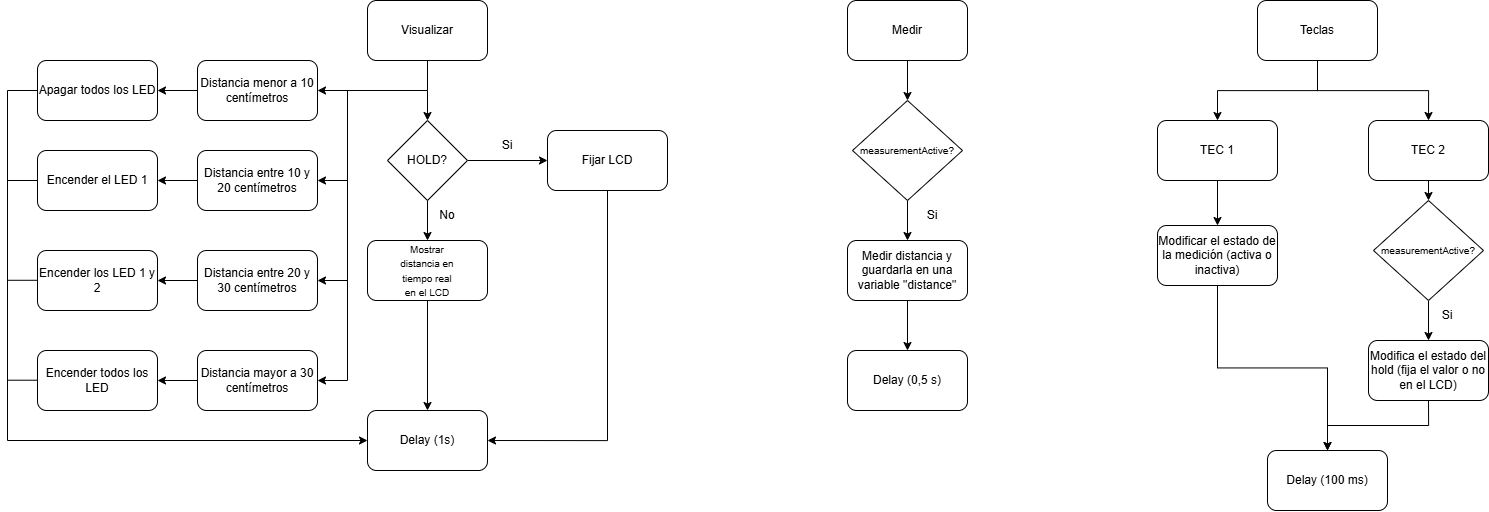 Visualizar
Apagar todos los LED
Distancia menor a 10
centímetros
HOLD?
Si
Fijar LCD
Encender el LED 1
Distancia entre 10 y
20 centímetros
No
Mostrar
distancia en
tiempo real
en el LCD
Encender los LED 1 y
2
Distancia entre 20 y
30 centímetros
Encender todos los
LED
Distancia mayor a 30
centímetros
Delay (1s)
Medir
measurementActive?
Si
Medir distancia y
guardarla en una
variable "distance"
Delay (0,5 s)
Teclas
TEC 1
TEC 2
Modificar el estado de
la medición (activa o
inactiva)
measurementActive?
Si
Modifica el estado del
hold (fija el valor o no
en el LCD)
Delay (100 ms)